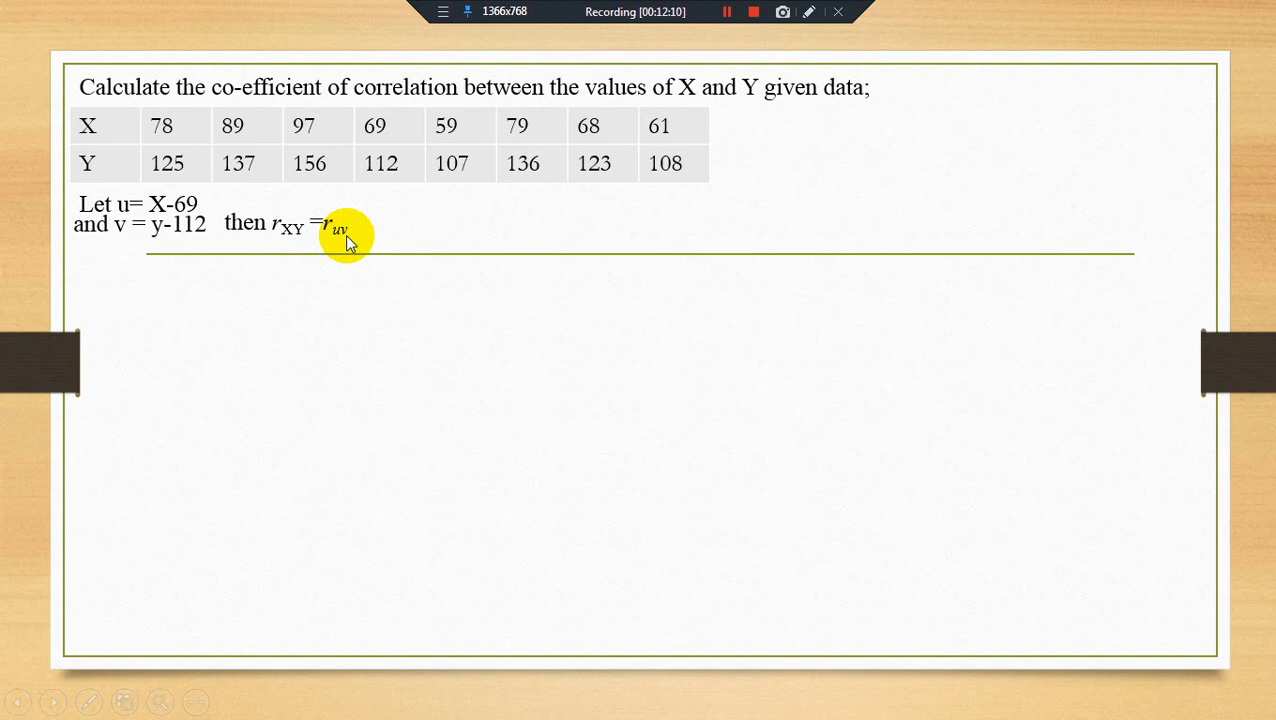 1366x768 Recording [00:12:10]
Calculate the co-efficient of correlation between the values of X and Y given data;
X 78 89 97 69 59 79 68 61
Y 125 137 156 112 107 136 123 108
Let u= X-69
and v = y-112 then rXY =ruv